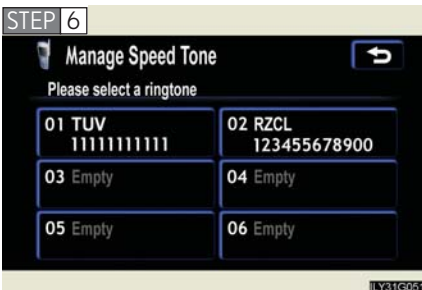 STEP 6
Manage Speed Tone
Please select a ringtone
01 TUV
11111111111
02 RZCL
123455678900
03 Empty
04 Empty
05 Empty
06 Empty
ILY31G051